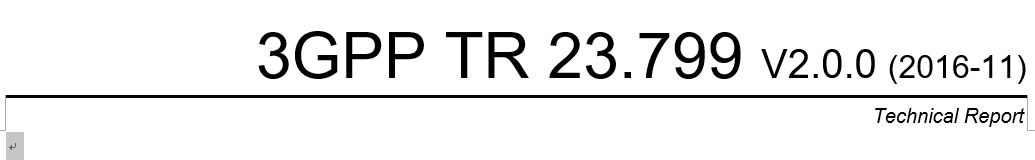 3GPP TR 23.799 V2.0.0 (2016-11)
Technical Report